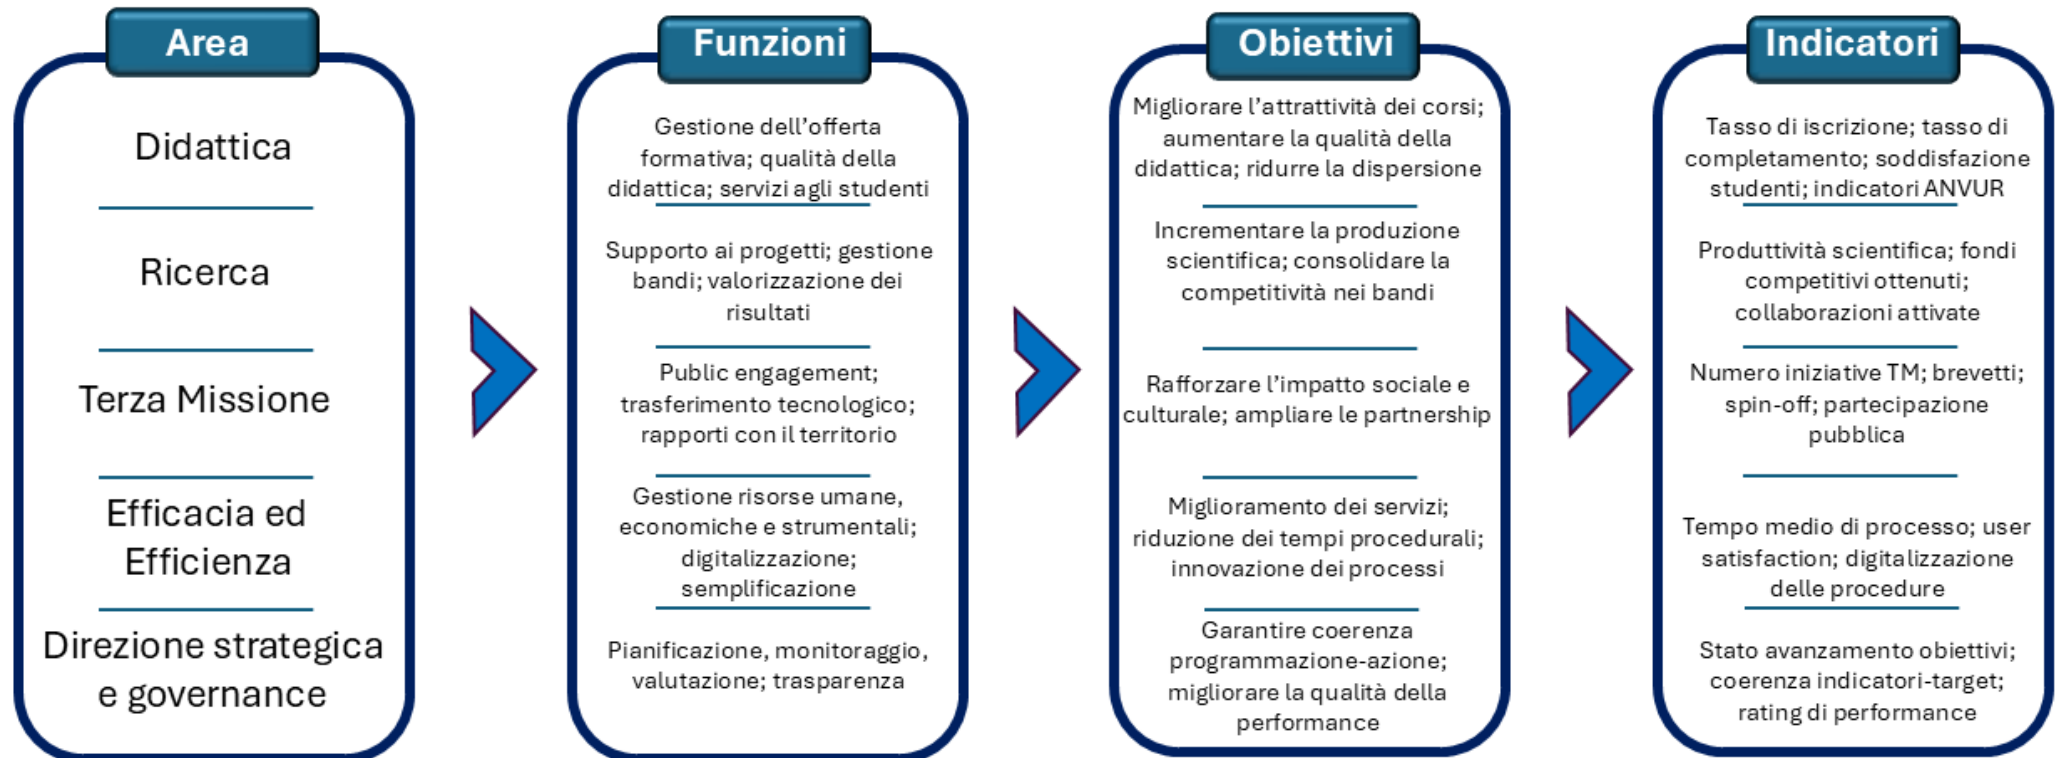 Area
Didattica
Ricerca
Terza Missione
Efficacia ed
Efficienza
Direzione strategica
e governance
Funzioni
Gestione dell’offerta
formativa; qualità della
didattica; servizi agli studenti
Supporto ai progetti; gestione
bandi; valorizzazione dei
risultati
Public engagement;
trasferimento tecnologico;
rapporti con il territorio
Gestione risorse umane,
economiche e strumentali;
digitalizzazione;
semplificazione
Pianificazione, monitoraggio,
valutazione; trasparenza
Obiettivi
Migliorare l’attrattività dei corsi;
aumentare la qualità della
didattica; ridurre la dispersione
Incrementare la produzione
scientifica; consolidare la
competitività nei bandi
Rafforzare l’impatto sociale e
culturale; ampliare le partnership
Miglioramento dei servizi;
riduzione dei tempi procedurali;
innovazione dei processi
Garantire coerenza
programmazione-azione;
migliorare la qualità della
performance
Indicatori
Tasso di iscrizione; tasso di
completamento; soddisfazione
studenti; indicatori ANVUR
Produttività scientifica; fondi
competitivi ottenuti;
collaborazioni attivate
Numero iniziative TM; brevetti;
spin-off; partecipazione
pubblica
Tempo medio di processo; user
satisfaction; digitalizzazione
delle procedure
Stato avanzamento obiettivi;
coerenza indicatori-target;
rating di performance